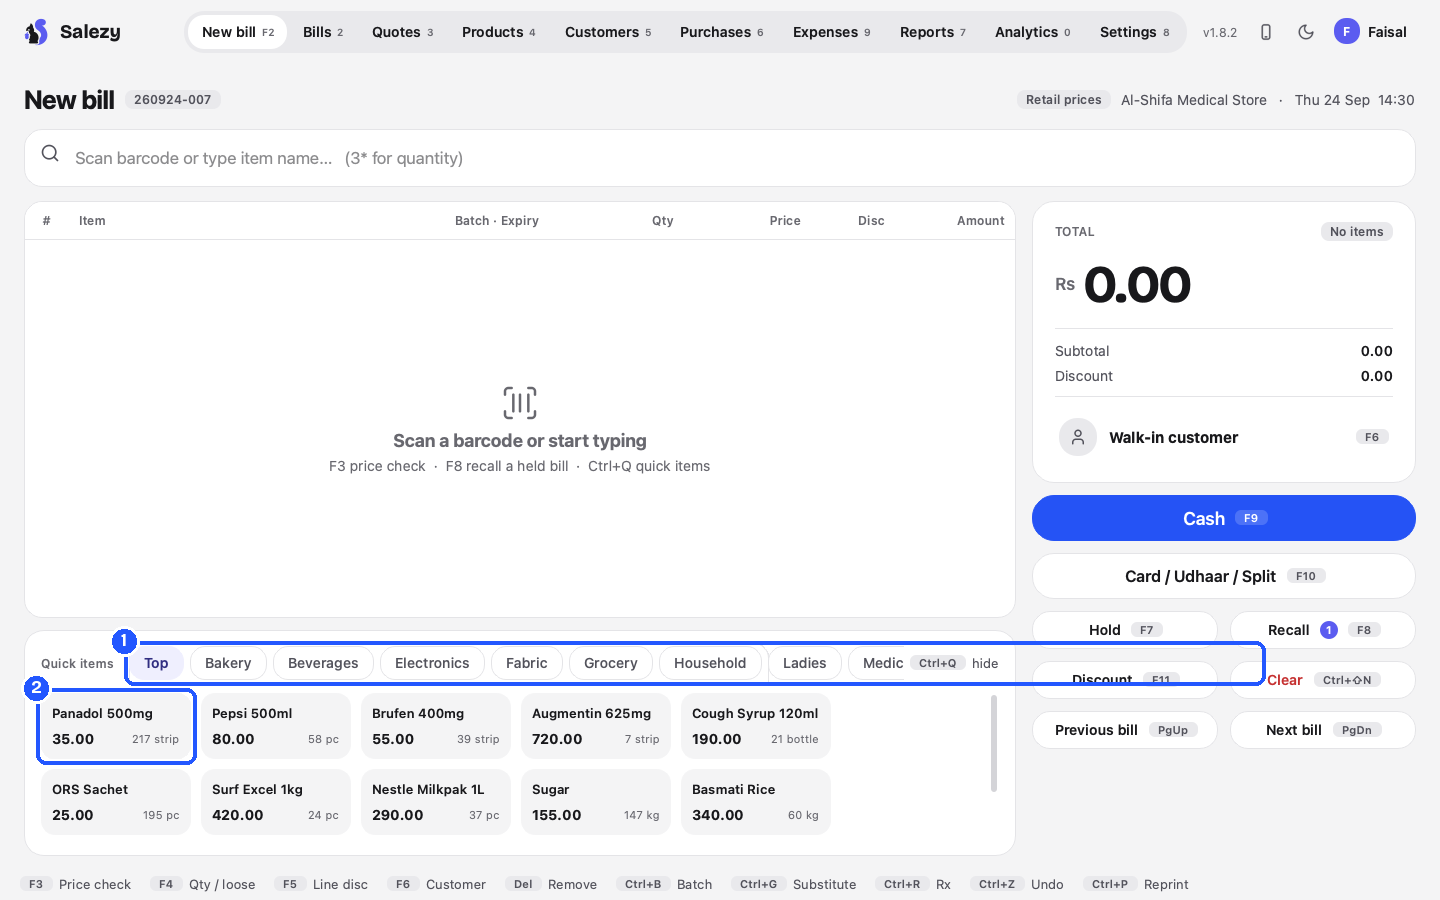 Salezy
New bill F2 Bills 2 Quotes 3 Products 4 Customers 5 Purchases 6 Expenses 9 Reports 7 Analytics 0 Settings 8 v1.8.2 F Faisal
New bill 260924-007 Retail prices Al-Shifa Medical Store · Thu 24 Sep 14:30
Scan barcode or type item name... (3* for quantity)
# Item Batch · Expiry Qty Price Disc Amount
Scan a barcode or start typing
F3 price check · F8 recall a held bill · Ctrl+Q quick items
TOTAL No items
Rs 0.00
Subtotal 0.00
Discount 0.00
Walk-in customer F6
Cash F9
Card / Udhaar / Split F10
Hold F7 Recall 1 F8
Discount F11 Clear Ctrl+⇧N
Previous bill PgUp Next bill PgDn
1
Quick items Top Bakery Beverages Electronics Fabric Grocery Household Ladies Medic Ctrl+Q hide
2
Panadol 500mg Pepsi 500ml Brufen 400mg Augmentin 625mg Cough Syrup 120ml
35.00 217 strip 80.00 58 pc 55.00 39 strip 720.00 7 strip 190.00 21 bottle
ORS Sachet Surf Excel 1kg Nestle Milkpak 1L Sugar Basmati Rice
25.00 195 pc 420.00 24 pc 290.00 37 pc 155.00 147 kg 340.00 60 kg
F3 Price check F4 Qty / loose F5 Line disc F6 Customer Del Remove Ctrl+B Batch Ctrl+G Substitute Ctrl+R Rx Ctrl+Z Undo Ctrl+P Reprint